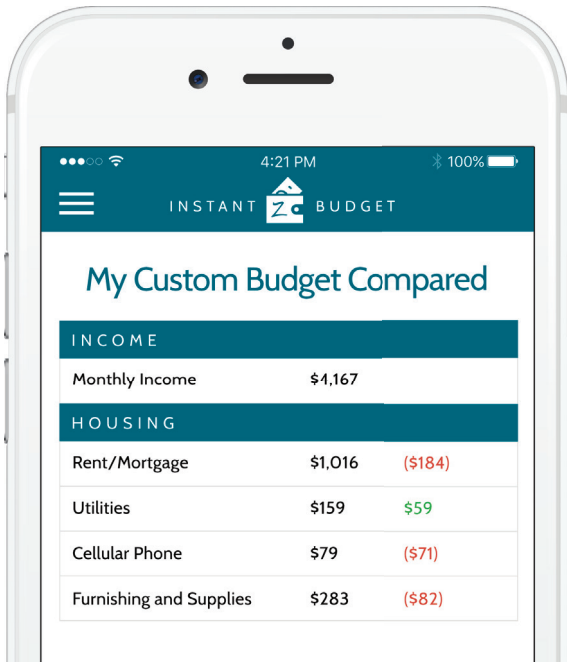 4:21 PM 100%
INSTANT Z BUDGET
My Custom Budget Compared
INCOME
Monthly Income $4,167
HOUSING
Rent/Mortgage $1,016 ($184)
Utilities $159 $59
Cellular Phone $79 ($71)
Furnishing and Supplies $283 ($82)